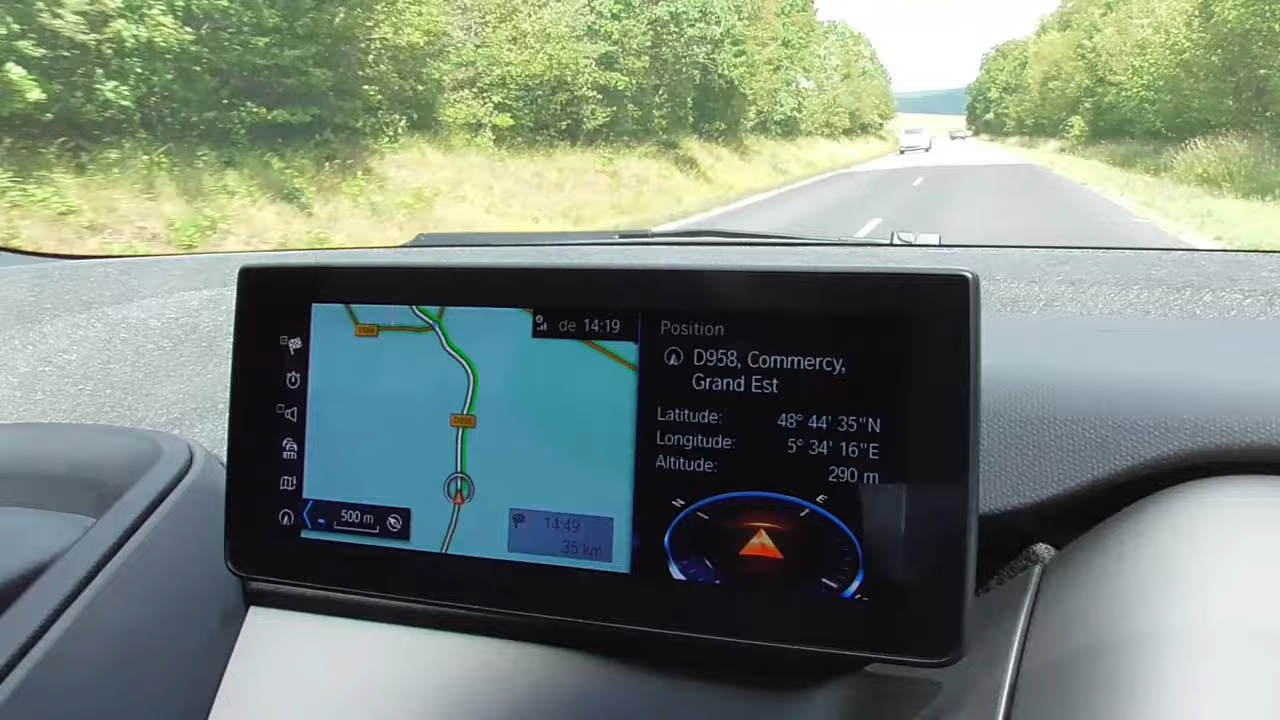 de 14:19
D958
500 m
14:49
35 km
Position
D958, Commercy,
Grand Est
Latitude: 48° 44' 35"N
Longitude: 5° 34' 16"E
Altitude: 290 m
N
E